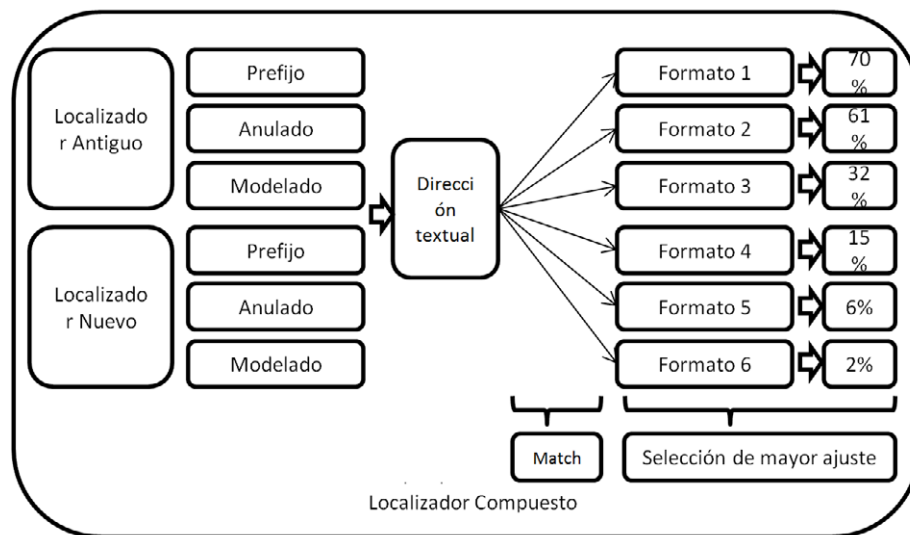 Localizado
r Antiguo
Prefijo
Anulado
Modelado
Localizado
r Nuevo
Prefijo
Anulado
Modelado
Direcci
ón
textual
Formato 1
70
%
Formato 2
61
%
Formato 3
32
%
Formato 4
15
%
Formato 5
6%
Formato 6
2%
Match
Selección de mayor ajuste
Localizador Compuesto